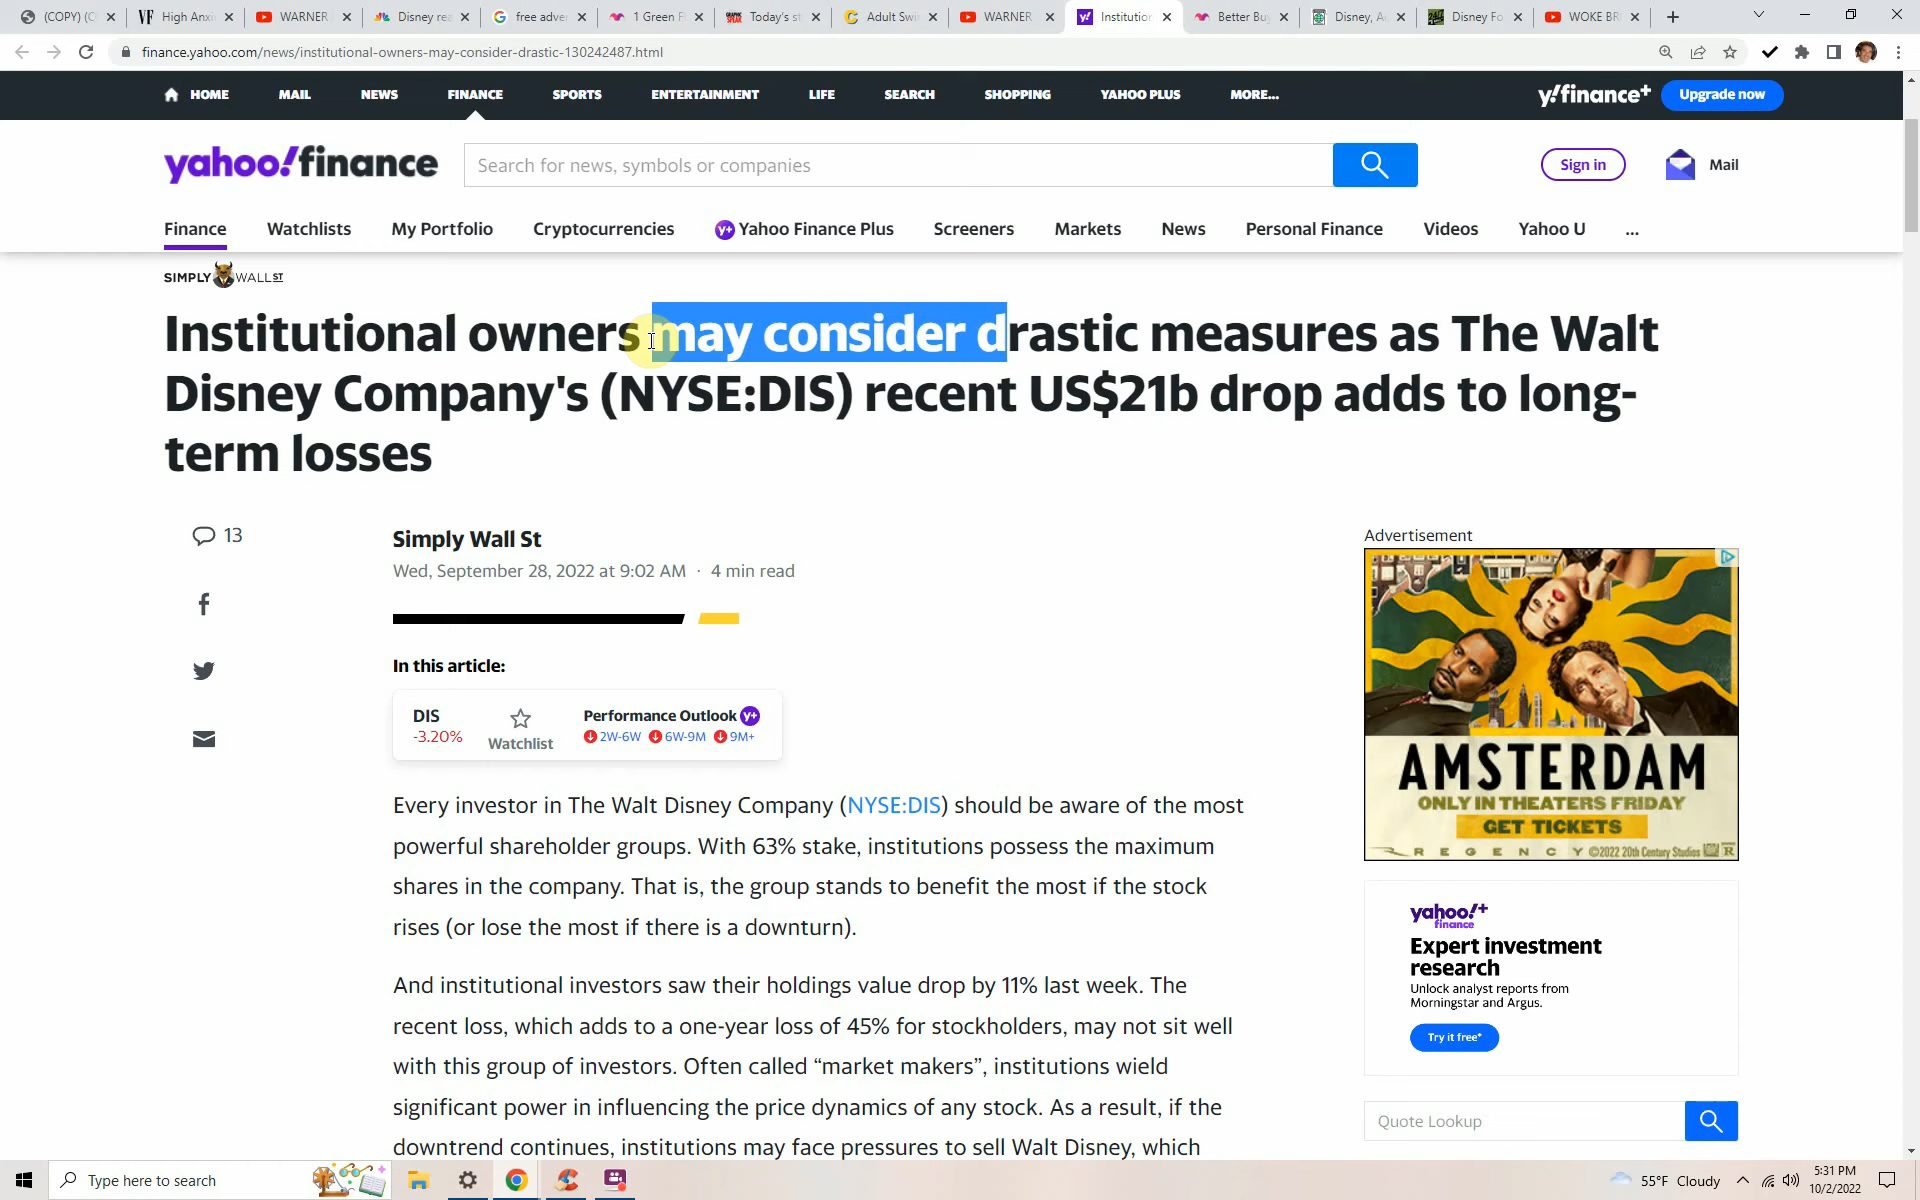 (COPY) (C
High Anxi
WARNER
Disney rea
free adve
1 Green F
Today's st
Adult Swi
WARNER
Institution
Better Bu
Disney, A
Disney Fo
WOKE BR
finance.yahoo.com/news/institutional-owners-may-consider-drastic-130242487.html
HOME MAIL NEWS FINANCE SPORTS ENTERTAINMENT LIFE SEARCH SHOPPING YAHOO PLUS MORE...
y!finance+ Upgrade now
yahoo!finance
Search for news, symbols or companies
Sign in
Mail
Finance Watchlists My Portfolio Cryptocurrencies Yahoo Finance Plus Screeners Markets News Personal Finance Videos Yahoo U ...
SIMPLY WALL ST
Institutional owners may consider drastic measures as The Walt
Disney Company's (NYSE:DIS) recent US$21b drop adds to long-
term losses
13
Simply Wall St
Wed, September 28, 2022 at 9:02 AM · 4 min read
In this article:
DIS
-3.20%
Watchlist
Performance Outlook y+
2W-6W 6W-9M 9M+
Every investor in The Walt Disney Company (NYSE:DIS) should be aware of the most
powerful shareholder groups. With 63% stake, institutions possess the maximum
shares in the company. That is, the group stands to benefit the most if the stock
rises (or lose the most if there is a downturn).
And institutional investors saw their holdings value drop by 11% last week. The
recent loss, which adds to a one-year loss of 45% for stockholders, may not sit well
with this group of investors. Often called “market makers”, institutions wield
significant power in influencing the price dynamics of any stock. As a result, if the
downtrend continues, institutions may face pressures to sell Walt Disney, which
Advertisement
AMSTERDAM
ONLY IN THEATERS FRIDAY
GET TICKETS
REGENCY ©2022 20th Century Studios R
yahoo!+
finance
Expert investment
research
Unlock analyst reports from
Morningstar and Argus.
Try it free*
Quote Lookup
Type here to search
55°F Cloudy
5:31 PM
10/2/2022